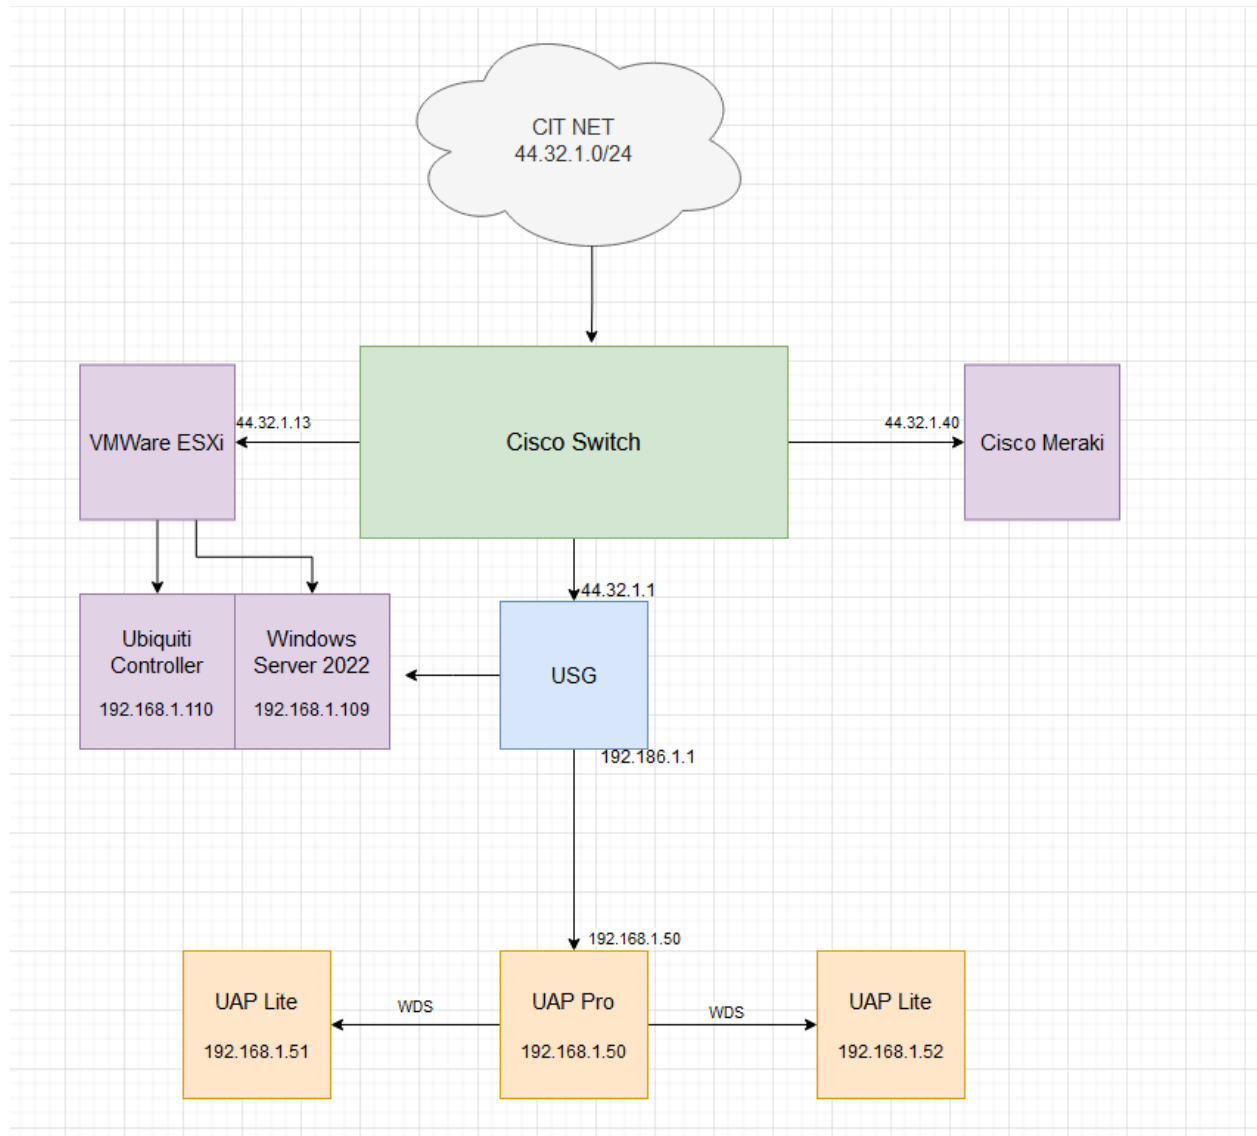 CIT NET
44.32.1.0/24
VMWare ESXi
44.32.1.13
Cisco Switch
44.32.1.40
Cisco Meraki
44.32.1.1
Ubiquiti
Controller
192.168.1.110
Windows
Server 2022
192.168.1.109
USG
192.186.1.1
192.168.1.50
UAP Lite
192.168.1.51
WDS
UAP Pro
192.168.1.50
WDS
UAP Lite
192.168.1.52